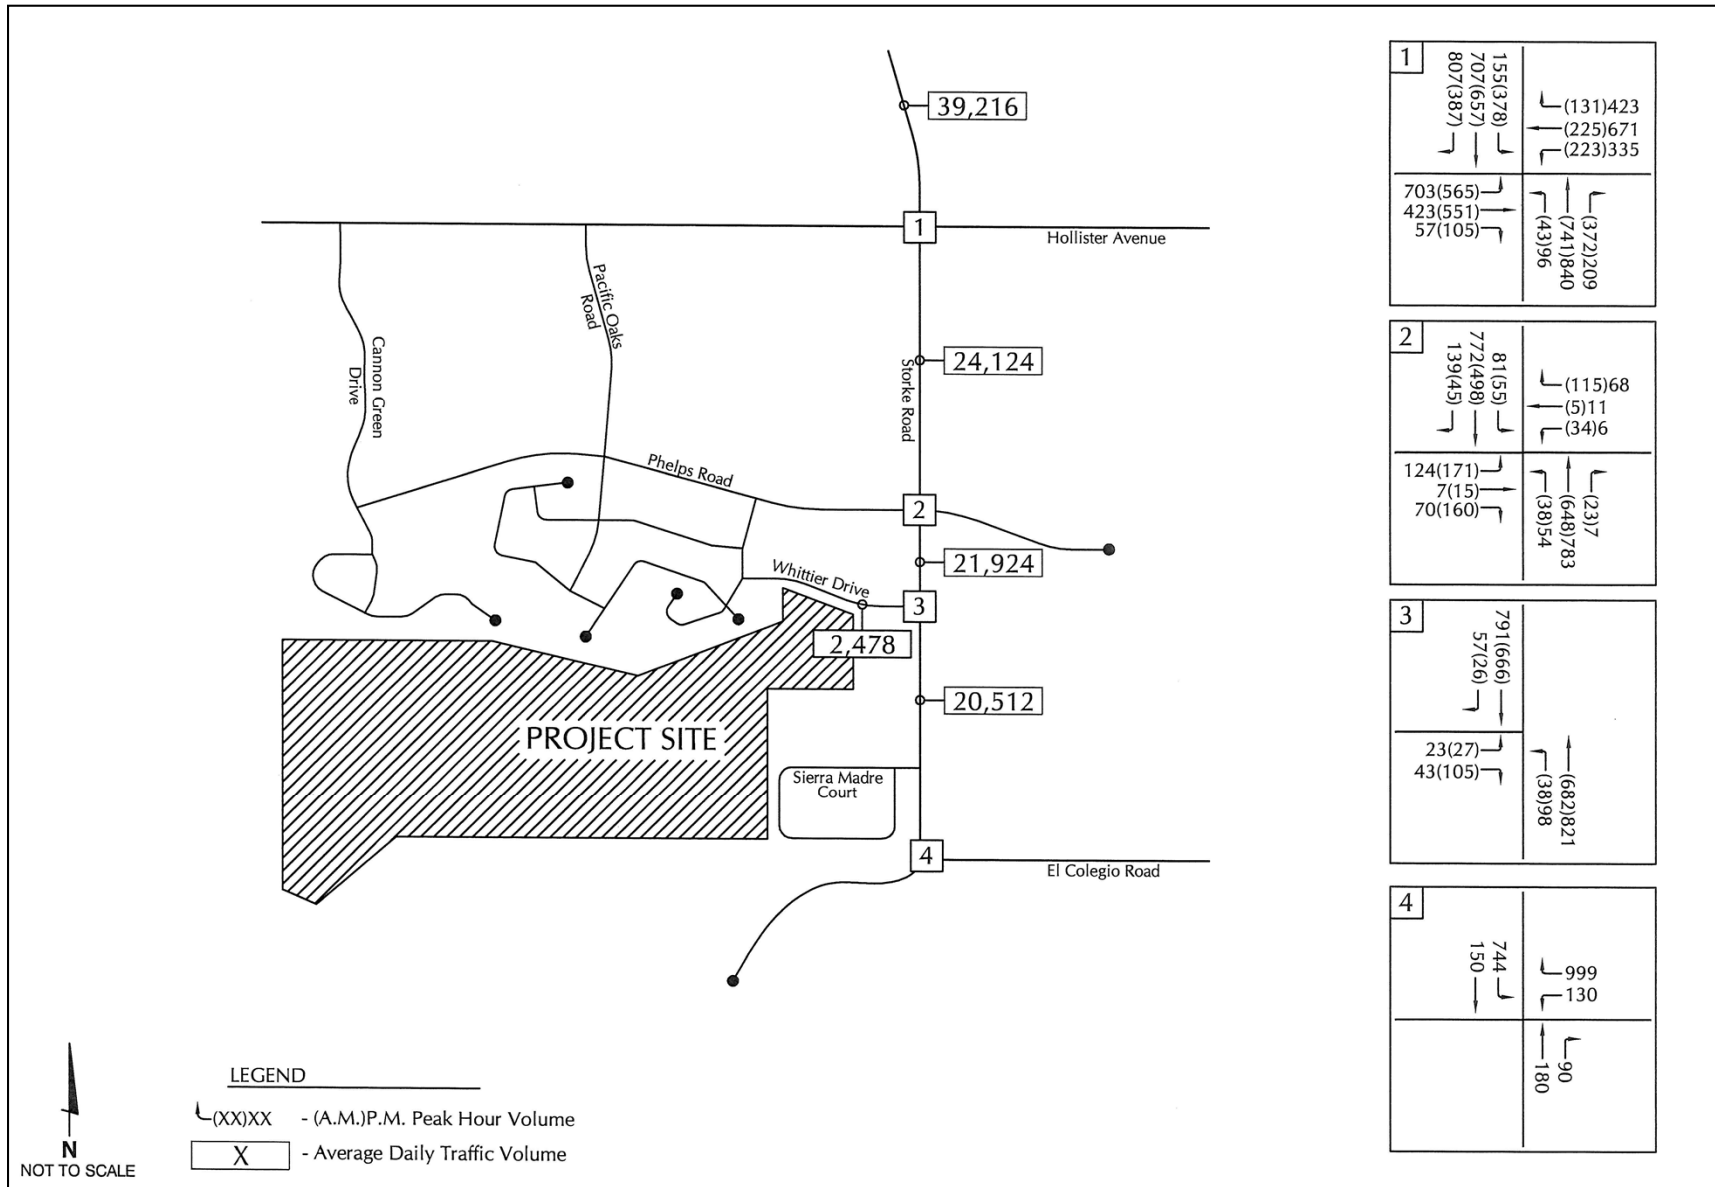 39,216
1
Hollister Avenue
Pacific Oaks
Road
Cannon Green
Drive
24,124
Storke Road
Phelps Road
2
21,924
Whittier Drive
3
2,478
20,512
PROJECT SITE
Sierra Madre
Court
4
El Colegio Road
N
NOT TO SCALE
LEGEND
(XX)XX - (A.M.)P.M. Peak Hour Volume
X - Average Daily Traffic Volume
1
807(387)
707(657)
155(378)
(131)423
(225)671
(223)335
703(565)
423(551)
57(105)
(43)96
(741)840
(372)209
2
139(45)
772(498)
81(55)
(115)68
(5)11
(34)6
124(171)
7(15)
70(160)
(38)54
(648)783
(23)7
3
57(26)
791(666)
23(27)
43(105)
(38)98
(682)821
4
150
744
999
130
180
90